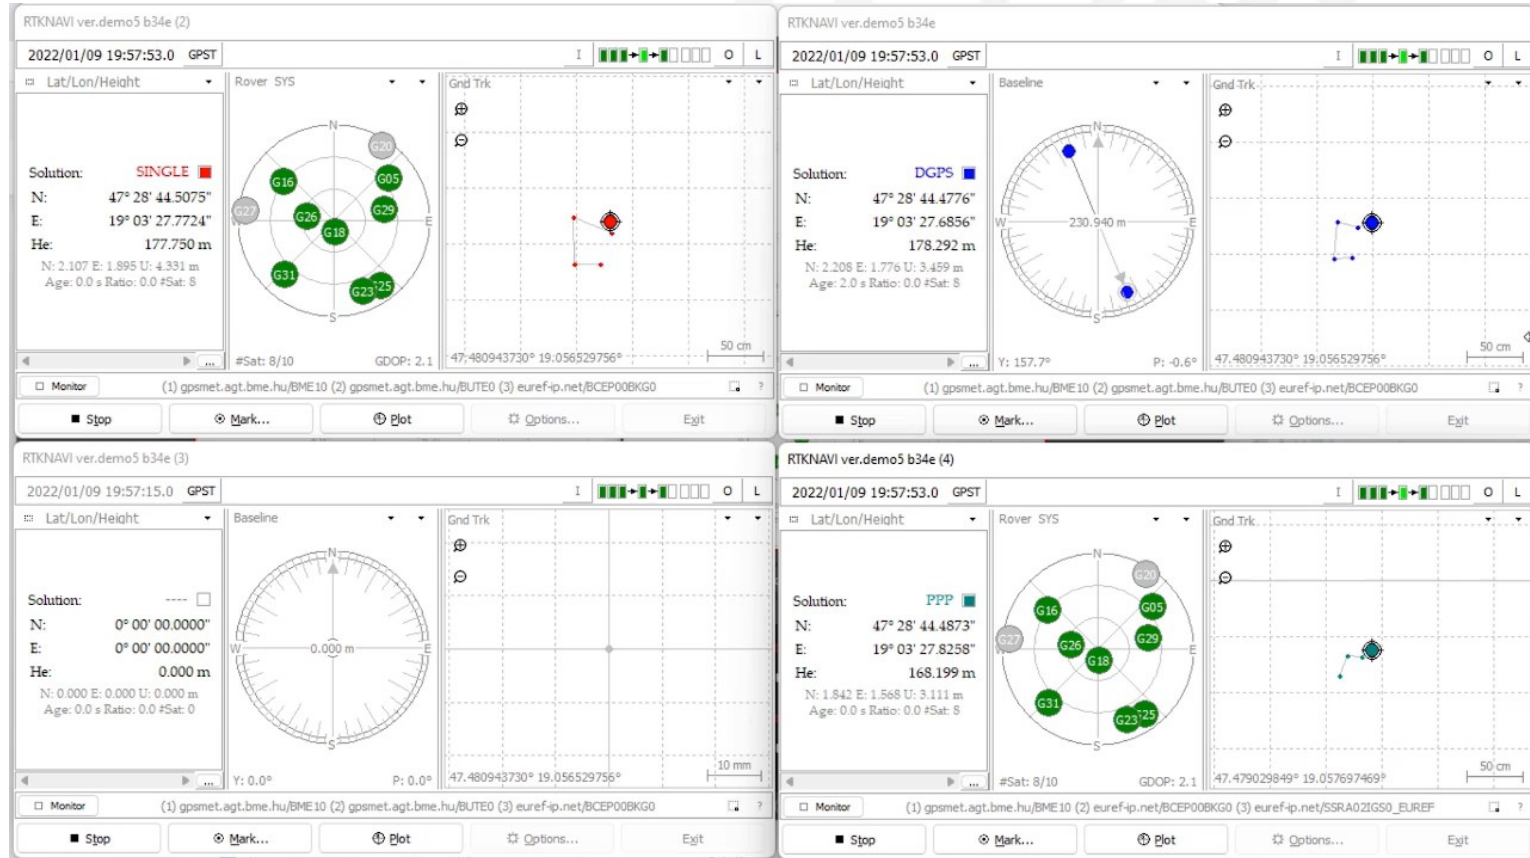 RTKNAVI ver.demo5 b34e (2)
2022/01/09 19:57:53.0 GPST
I O L
Lat/Lon/Height
Rover SYS
Gnd Trk
Solution: SINGLE
N: 47° 28' 44.5075"
E: 19° 03' 27.7724"
He: 177.750 m
N: 2.107 E: 1.895 U: 4.331 m
Age: 0.0 s Ratio: 0.0 #Sat: 8
N
G20
G16
G05
G27
G26
G29
W
E
G18
G31
G23
G25
S
#Sat: 8/10
GDOP: 2.1
50 cm
47.480943730° 19.056529756°
...
Monitor
(1) gpsmet.agt.bme.hu/BME10 (2) gpsmet.agt.bme.hu/BUTE0 (3) euref-ip.net/BCEP00BKG0
?
Stop
Mark...
Plot
Options...
Exit
RTKNAVI ver.demo5 b34e
2022/01/09 19:57:53.0 GPST
I O L
Lat/Lon/Height
Baseline
Gnd Trk
Solution: DGPS
N: 47° 28' 44.4776"
E: 19° 03' 27.6856"
He: 178.292 m
N: 2.208 E: 1.776 U: 3.459 m
Age: 2.0 s Ratio: 0.0 #Sat: 8
N
W
230.940 m
E
S
Y: 157.7°
P: -0.6°
50 cm
47.480943730° 19.056529756°
...
Monitor
(1) gpsmet.agt.bme.hu/BME10 (2) gpsmet.agt.bme.hu/BUTE0 (3) euref-ip.net/BCEP00BKG0
?
Stop
Mark...
Plot
Options...
Exit
RTKNAVI ver.demo5 b34e (3)
2022/01/09 19:57:15.0 GPST
I O L
Lat/Lon/Height
Baseline
Gnd Trk
Solution: ----
N: 0° 00' 00.0000"
E: 0° 00' 00.0000"
He: 0.000 m
N: 0.000 E: 0.000 U: 0.000 m
Age: 0.0 s Ratio: 0.0 #Sat: 0
N
W
0.000 m
E
S
Y: 0.0°
P: 0.0°
10 mm
47.480943730° 19.056529756°
...
Monitor
(1) gpsmet.agt.bme.hu/BME10 (2) gpsmet.agt.bme.hu/BUTE0 (3) euref-ip.net/BCEP00BKG0
?
Stop
Mark...
Plot
Options...
Exit
RTKNAVI ver.demo5 b34e (4)
2022/01/09 19:57:53.0 GPST
I O L
Lat/Lon/Height
Rover SYS
Gnd Trk
Solution: PPP
N: 47° 28' 44.4873"
E: 19° 03' 27.8258"
He: 168.199 m
N: 1.842 E: 1.568 U: 3.111 m
Age: 0.0 s Ratio: 0.0 #Sat: 8
N
G20
G16
G05
G27
G26
G29
W
E
G18
G31
G23
G25
S
#Sat: 8/10
GDOP: 2.1
50 cm
47.479029849° 19.057697469°
...
Monitor
(1) gpsmet.agt.bme.hu/BME10 (2) euref-ip.net/BCEP00BKG0 (3) euref-ip.net/SSRA02IGS0_EUREF
?
Stop
Mark...
Plot
Options...
Exit